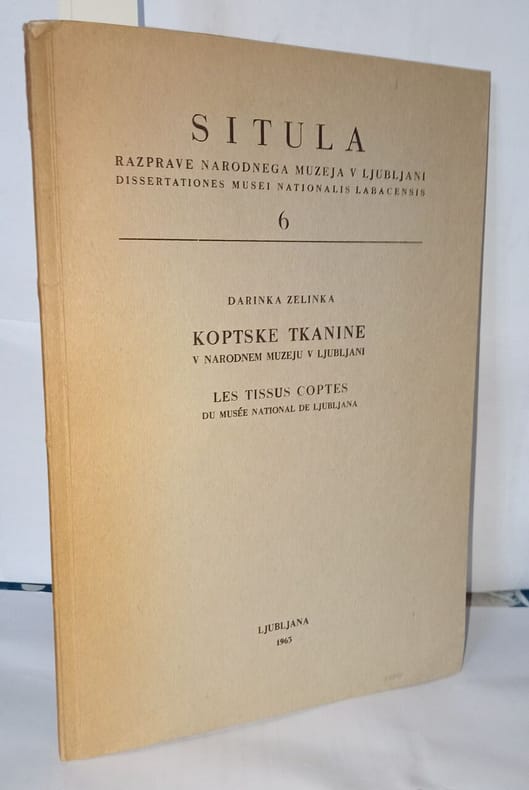 SITULA
RAZPRAVE NARODNEGA MUZEJA V LJUBLJANI
DISSERTATIONES MUSEI NATIONALIS LABACENSIS
6
DARINKA ZELINKA
KOPTSKE TKANINE
V NARODNEM MUZEJU V LJUBLJANI
LES TISSUS COPTES
DU MUSÉE NATIONAL DE LJUBLJANA
LJUBLJANA
1963